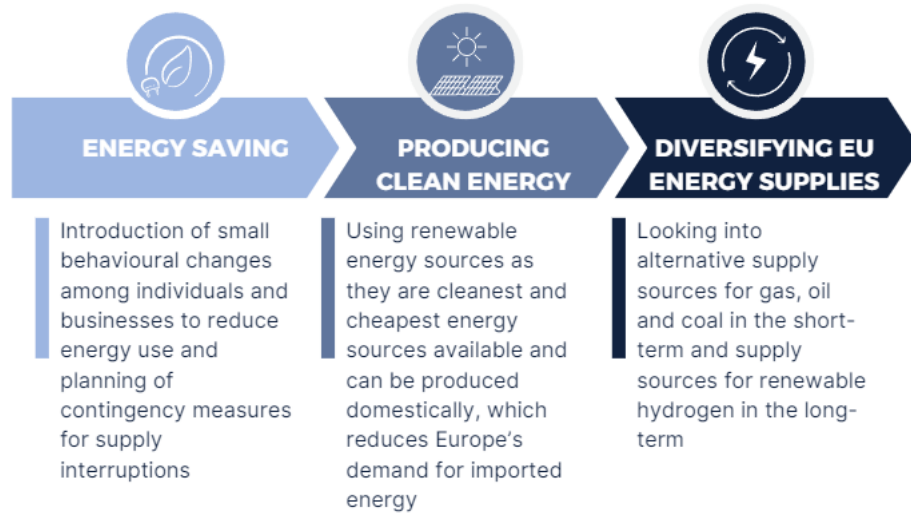 ENERGY SAVING
Introduction of small
behavioural changes
among individuals and
businesses to reduce
energy use and
planning of
contingency measures
for supply
interruptions
PRODUCING
CLEAN ENERGY
Using renewable
energy sources as
they are cleanest and
cheapest energy
sources available and
can be produced
domestically, which
reduces Europe's
demand for imported
energy
DIVERSIFYING EU
ENERGY SUPPLIES
Looking into
alternative supply
sources for gas, oil
and coal in the short-
term and supply
sources for renewable
hydrogen in the long-
term